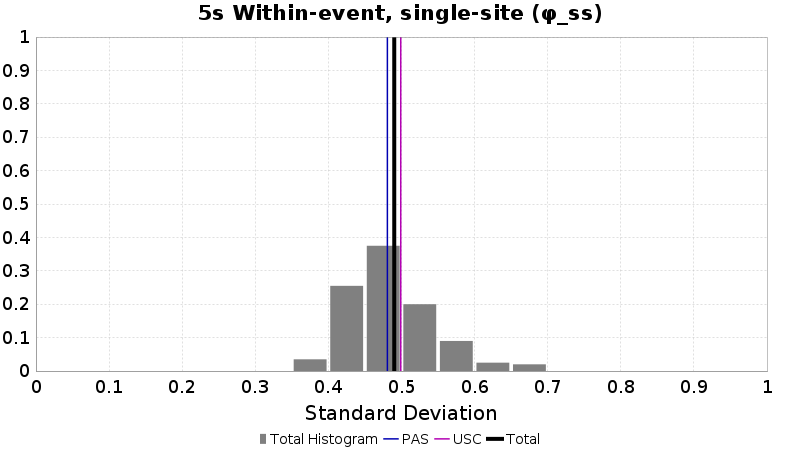 5s Within-event, single-site (φ_ss)
1
0.9
0.8
0.7
0.6
0.5
0.4
0.3
0.2
0.1
0
0 0.1 0.2 0.3 0.4 0.5 0.6 0.7 0.8 0.9 1
Standard Deviation
Total Histogram PAS USC Total